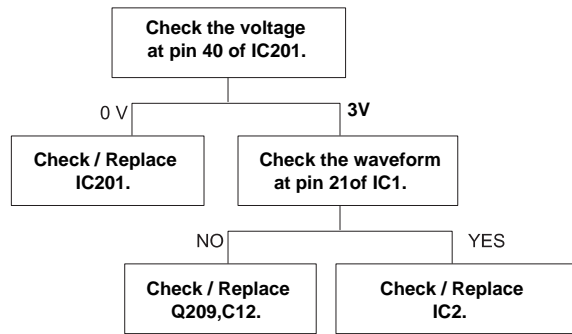 Check the voltage
at pin 40 of IC201.
0 V
3V
Check / Replace
IC201.
Check the waveform
at pin 21of IC1.
NO
YES
Check / Replace
Q209,C12.
Check / Replace
IC2.